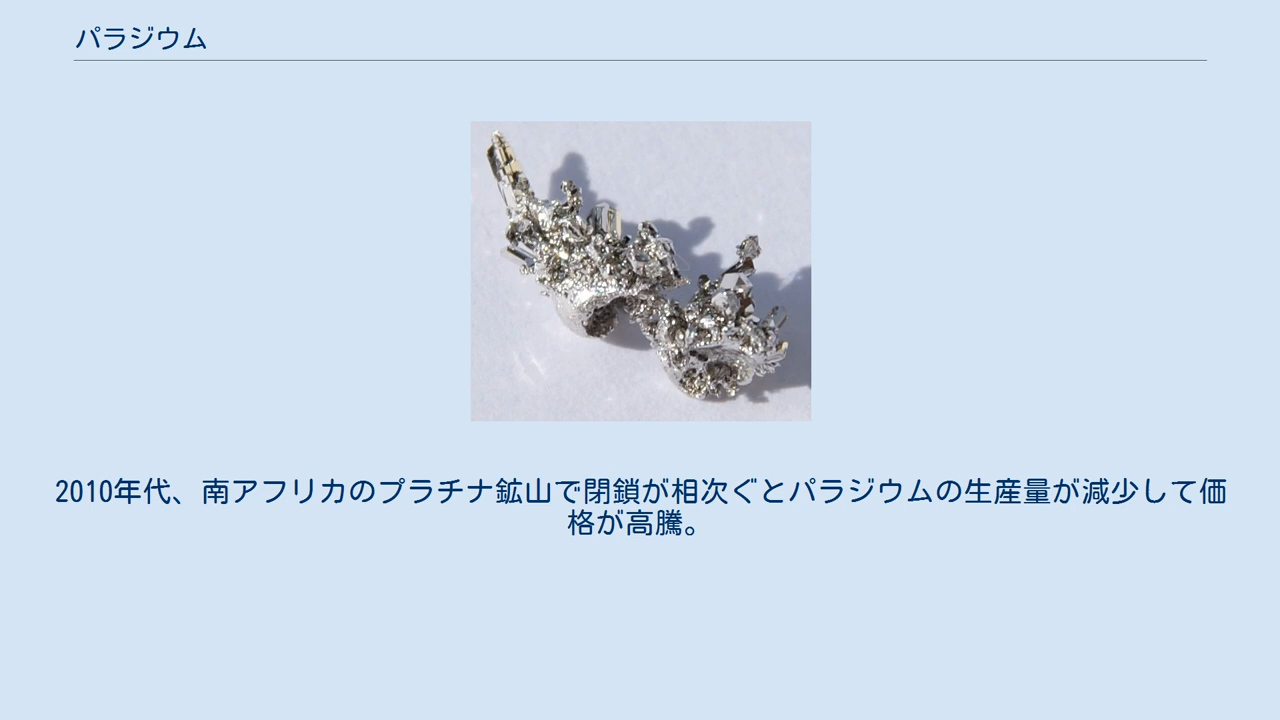 パラジウム
2010年代、南アフリカのプラチナ鉱山で閉鎖が相次ぐとパラジウムの生産量が減少して価
格が高騰。